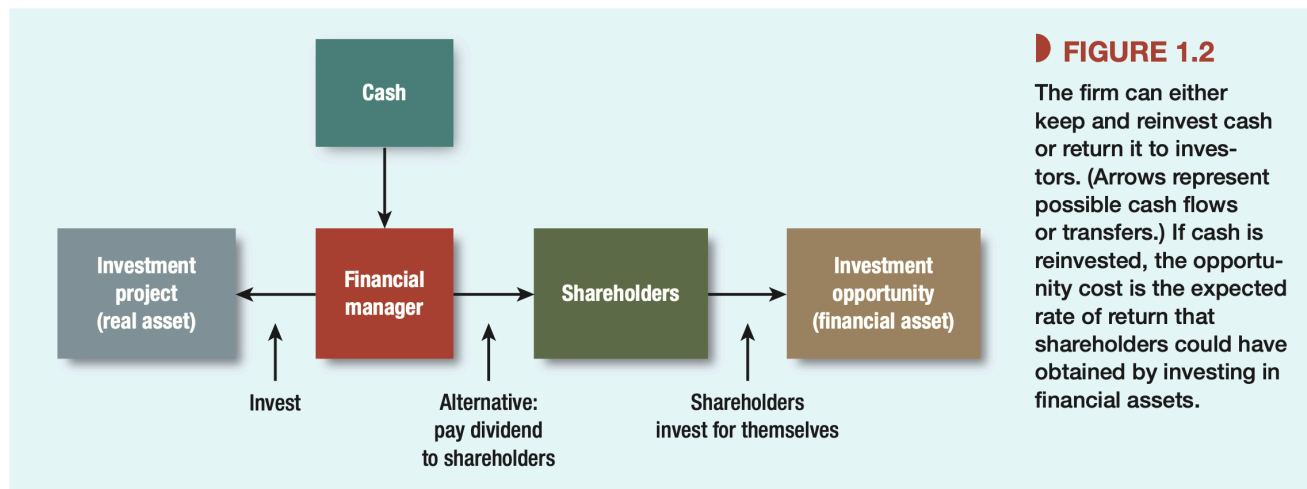 Cash
Investment
project
(real asset)
Financial
manager
Shareholders
Investment
opportunity
(financial asset)
Invest
Alternative:
pay dividend
to shareholders
Shareholders
invest for themselves
FIGURE 1.2
The firm can either
keep and reinvest cash
or return it to inves-
tors. (Arrows represent
possible cash flows
or transfers.) If cash is
reinvested, the opportu-
nity cost is the expected
rate of return that
shareholders could have
obtained by investing in
financial assets.